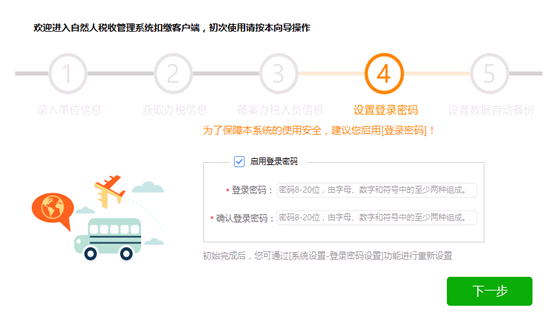 欢迎进入自然人税收管理系统扣缴客户端，初次使用请按本向导操作
1 2 3 4 5
录入单位信息 获取办税信息 备案办税人员信息 设置登录密码 设置数据自动备份
为了保障本系统的使用安全，建议您启用[登录密码]！
启用登录密码
* 登录密码： 密码8-20位，由字母、数字和符号中的至少两种组成。
* 确认登录密码： 密码8-20位，由字母、数字和符号中的至少两种组成。
初始完成后，您可通过[系统设置-登录密码设置]功能进行重新设置
下一步